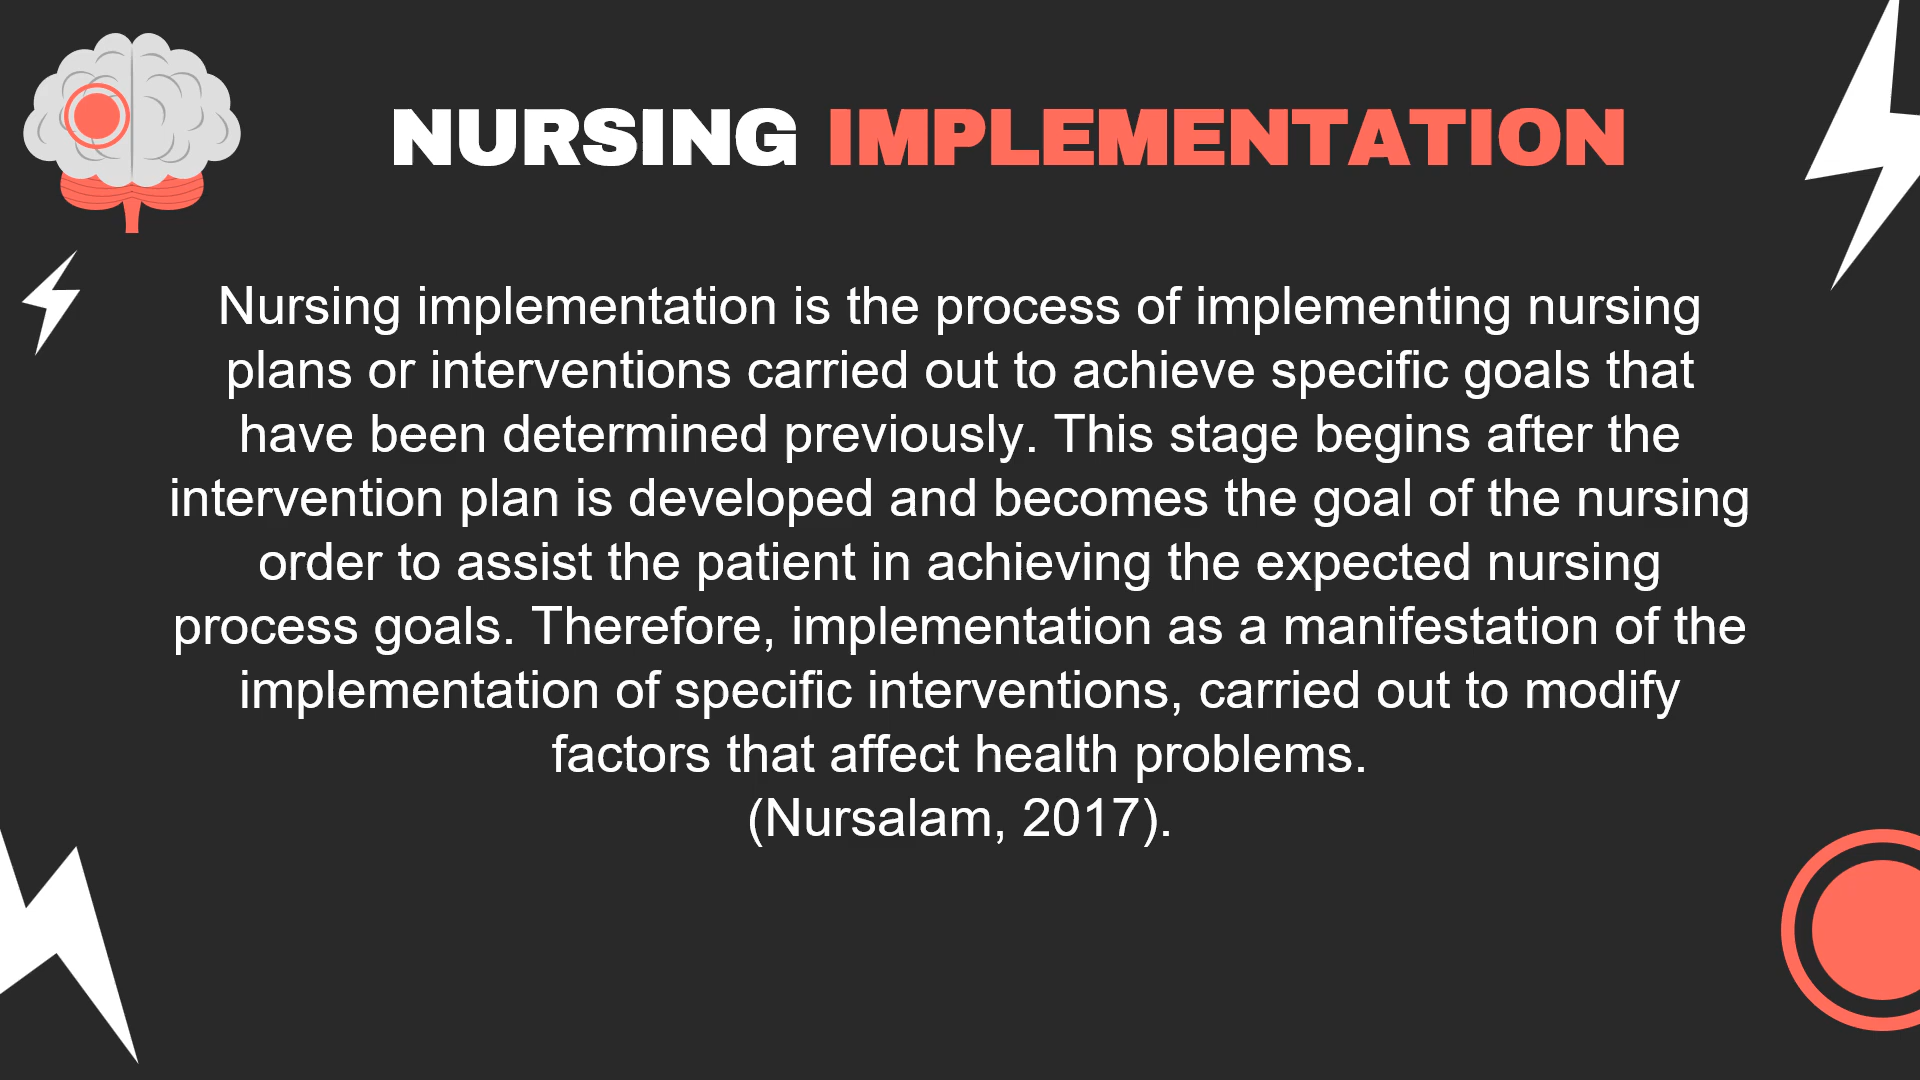 NURSING IMPLEMENTATION
Nursing implementation is the process of implementing nursing
plans or interventions carried out to achieve specific goals that
have been determined previously. This stage begins after the
intervention plan is developed and becomes the goal of the nursing
order to assist the patient in achieving the expected nursing
process goals. Therefore, implementation as a manifestation of the
implementation of specific interventions, carried out to modify
factors that affect health problems.
(Nursalam, 2017).